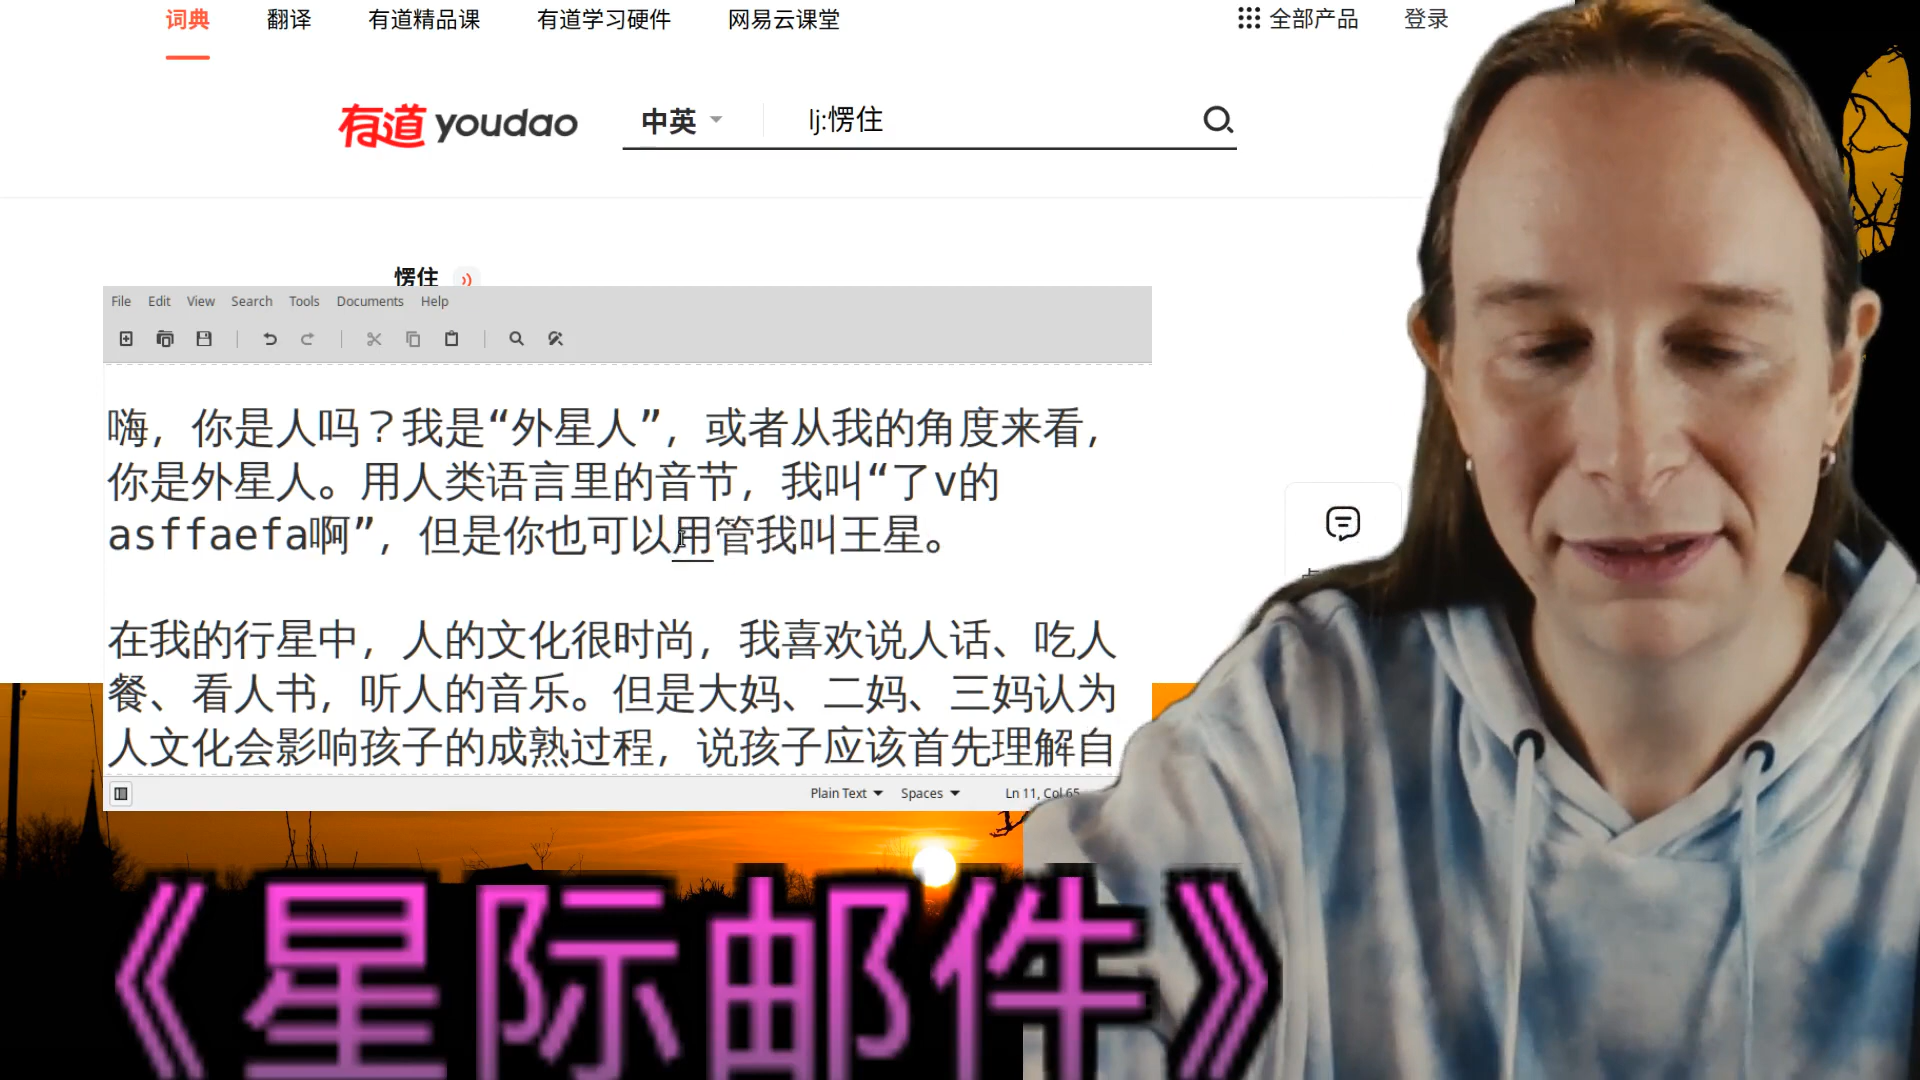 词典 翻译 有道精品课 有道学习硬件 网易云课堂 全部产品 登录
有道 youdao 中英 lj:愣住
愣住
File Edit View Search Tools Documents Help
嗨，你是人吗？我是“外星人”，或者从我的角度来看，
你是外星人。用人类语言里的音节，我叫“了v的
asffaefa啊”，但是你也可以用管我叫王星。
在我的行星中，人的文化很时尚，我喜欢说人话、吃人
餐、看人书，听人的音乐。但是大妈、二妈、三妈认为
人文化会影响孩子的成熟过程，说孩子应该首先理解自
Plain Text Spaces Ln 11, Col 65
《星际邮件》